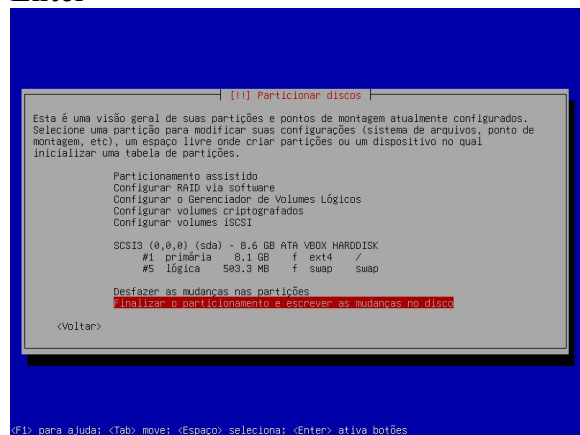 Enter
[!!] Particionar discos
Esta é uma visão geral de suas partições e pontos de montagem atualmente configurados.
Selecione uma partição para modificar suas configurações (sistema de arquivos, ponto de
montagem, etc), um espaço livre onde criar partições ou um dispositivo no qual
inicializar uma tabela de partições.
Particionamento assistido
Configurar RAID via software
Configurar o Gerenciador de Volumes Lógicos
Configurar volumes criptografados
Configurar volumes iSCSI
SCSI3 (0,0,0) (sda) - 8.6 GB ATA VBOX HARDDISK
#1 primária 8.1 GB f ext4 /
#5 lógica 503.3 MB f swap swap
Desfazer as mudanças nas partições
Finalizar o particionamento e escrever as mudanças no disco
<Voltar>
<F1> para ajuda; <Tab> move; <Espaço> seleciona; <Enter> ativa botões